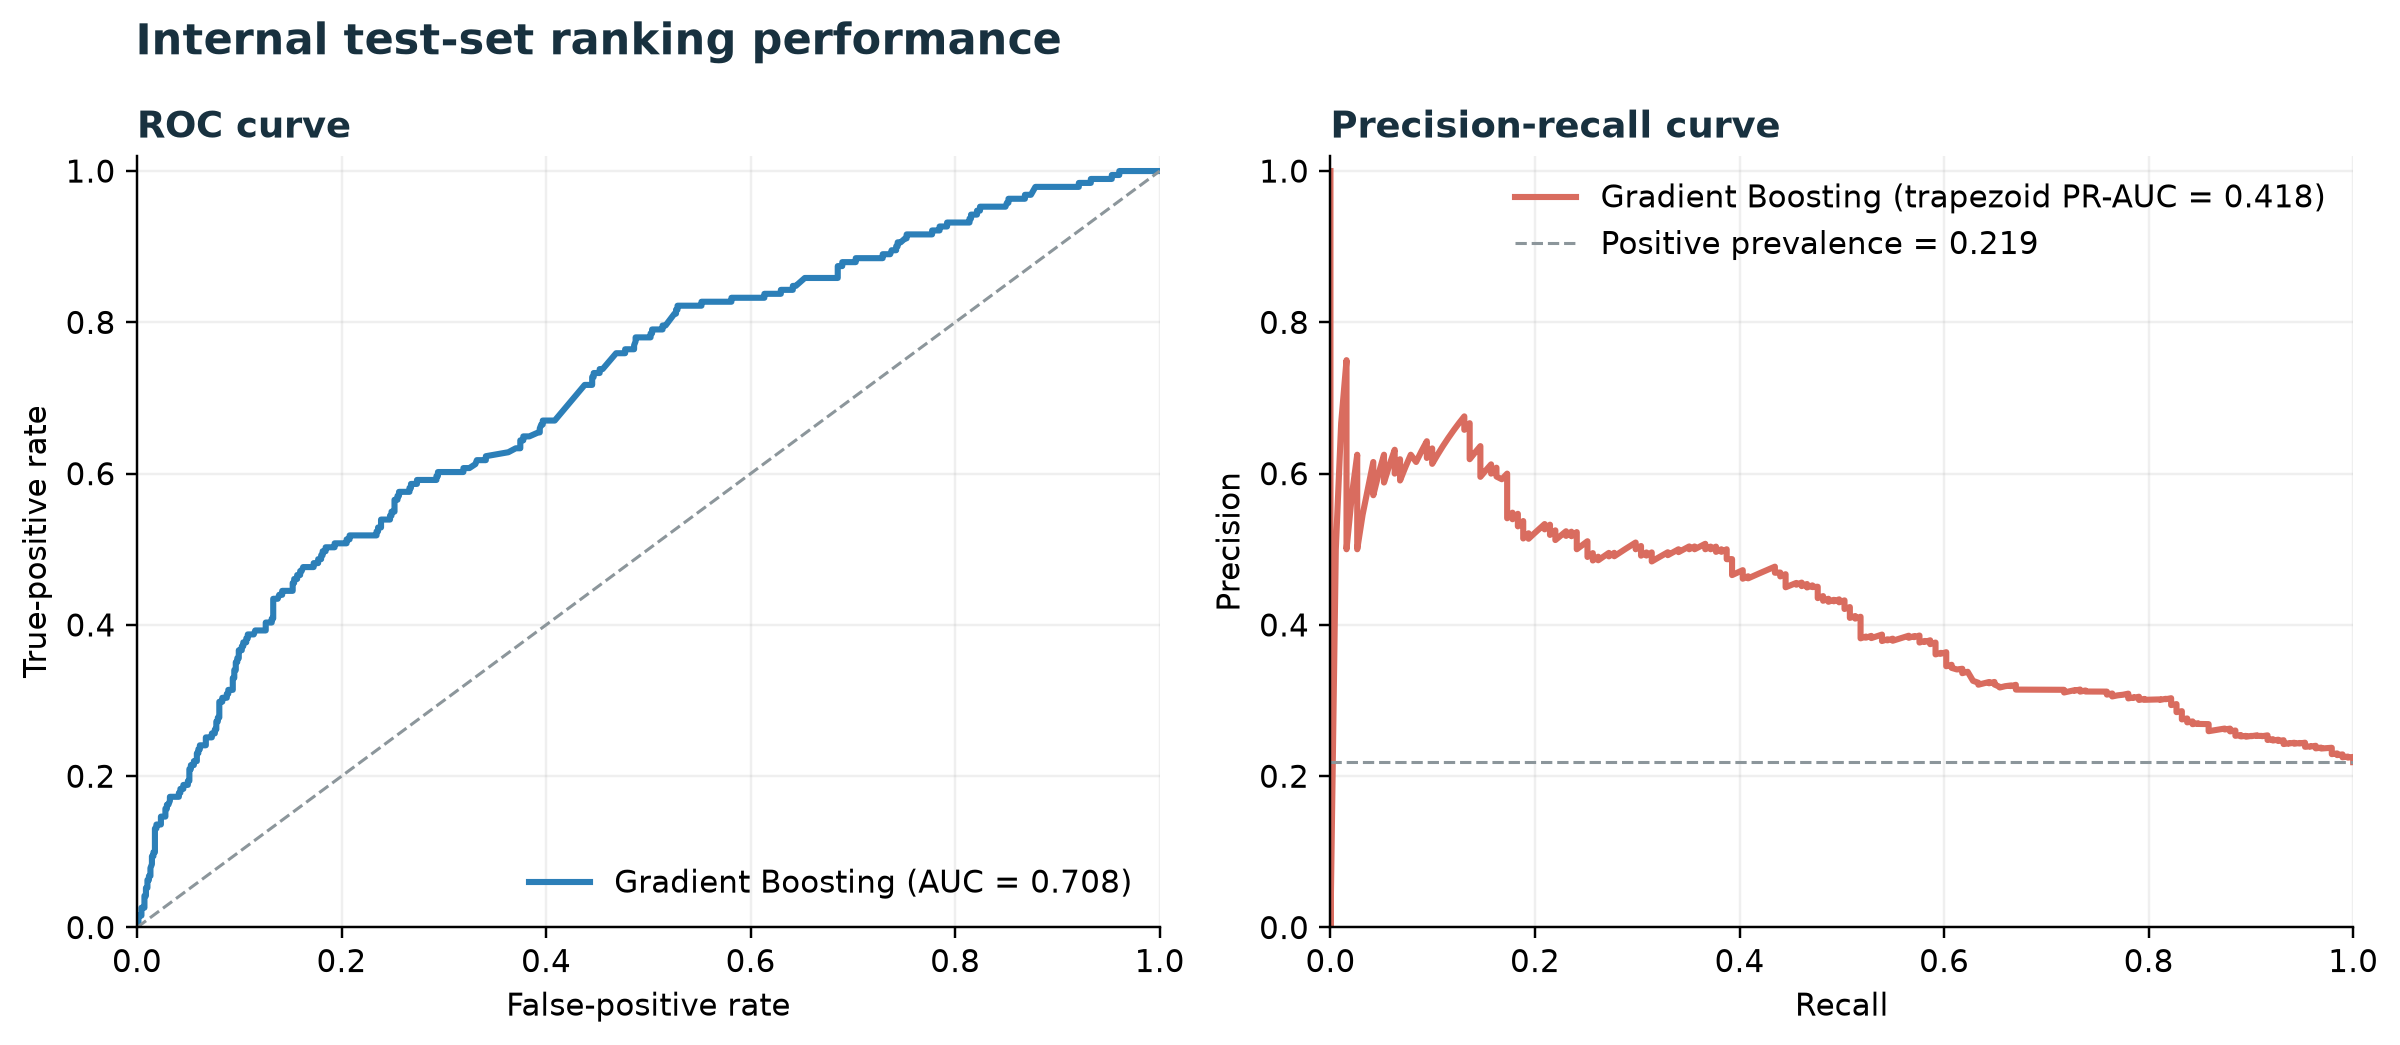 Internal test-set ranking performance
ROC curve
True-positive rate
1.0
0.8
0.6
0.4
0.2
0.0
Gradient Boosting (AUC = 0.708)
0.0 0.2 0.4 0.6 0.8 1.0
False-positive rate
Precision-recall curve
Precision
1.0
0.8
0.6
0.4
0.2
0.0
Gradient Boosting (trapezoid PR-AUC = 0.418)
Positive prevalence = 0.219
0.0 0.2 0.4 0.6 0.8 1.0
Recall